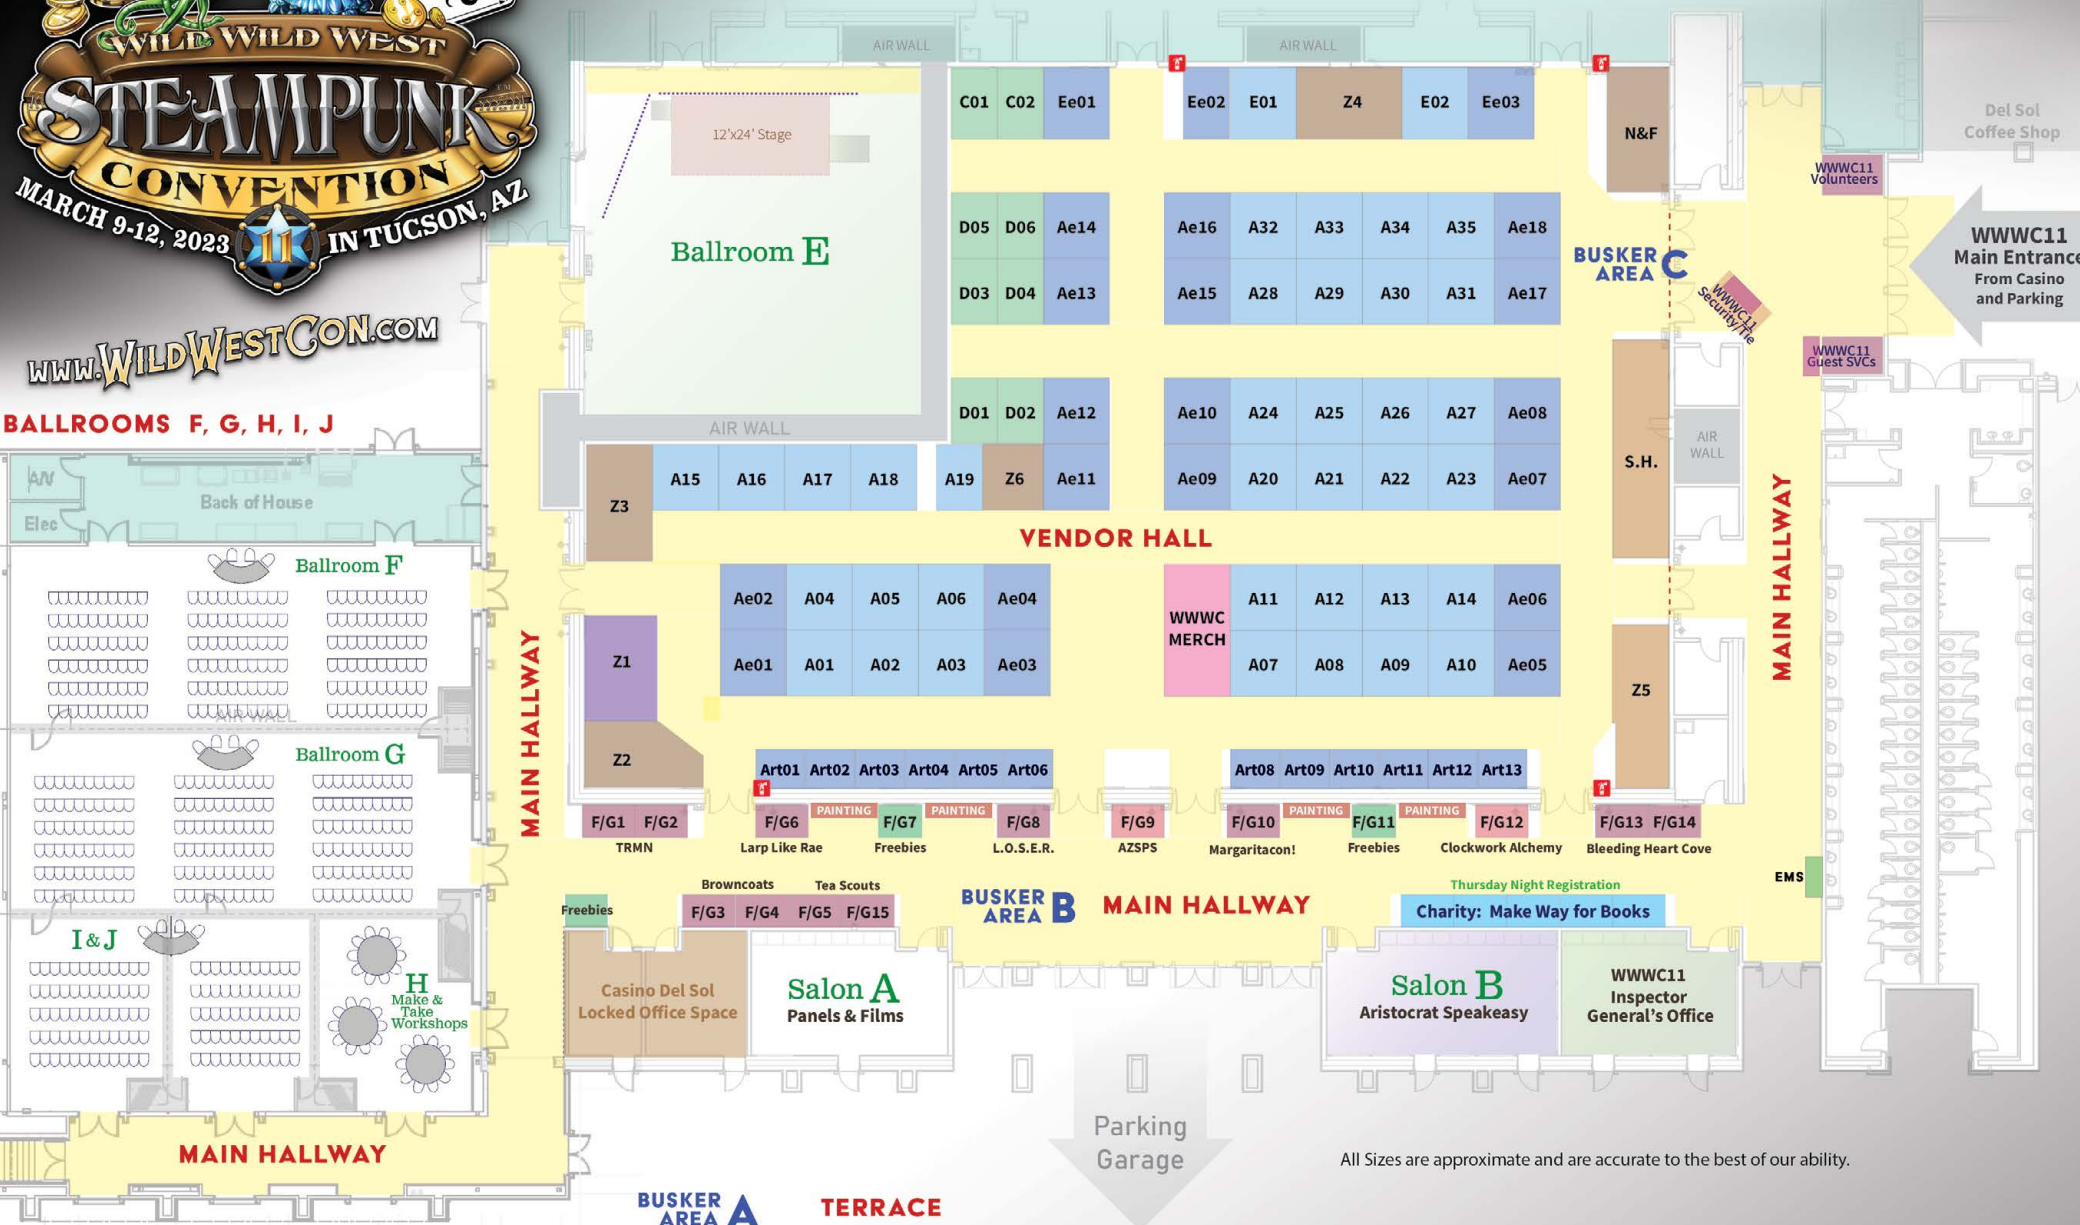 WILD WILD WEST
STEAMPUNK
CONVENTION
MARCH 9-12, 2023
11
IN TUCSON, AZ
www.WildWestCon.com
BALLROOMS F, G, H, I, J
Back of House
Elec
Ballroom F
AIR WALL
Ballroom G
I & J
H
Make &
Take
Workshops
MAIN HALLWAY
MAIN HALLWAY
AIR WALL
AIR WALL
12'x24' Stage
Ballroom E
AIR WALL
C01 C02 Ee01
Ee02 E01 Z4 E02 Ee03
N&F
D05 D06 Ae14
Ae16 A32 A33 A34 A35 Ae18
D03 D04 Ae13
Ae15 A28 A29 A30 A31 Ae17
BUSKER
AREA C
D01 D02 Ae12
Ae10 A24 A25 A26 A27 Ae08
Z3 A15 A16 A17 A18 A19 Z6 Ae11
Ae09 A20 A21 A22 A23 Ae07
S.H.
AIR
WALL
VENDOR HALL
Ae02 A04 A05 A06 Ae04
WWWC
MERCH
A11 A12 A13 A14 Ae06
Z1 Ae01 A01 A02 A03 Ae03
A07 A08 A09 A10 Ae05
Z5
Z2
Art01 Art02 Art03 Art04 Art05 Art06
Art08 Art09 Art10 Art11 Art12 Art13
PAINTING PAINTING PAINTING PAINTING
F/G1 F/G2 F/G6 F/G7 F/G8 F/G9 F/G10 F/G11 F/G12 F/G13 F/G14
TRMN Larp Like Rae Freebies L.O.S.E.R. AZSPS Margaritacon! Freebies Clockwork Alchemy Bleeding Heart Cove
Browncoats Tea Scouts
Freebies
F/G3 F/G4 F/G5 F/G15
BUSKER
AREA B
MAIN HALLWAY
Thursday Night Registration
Charity: Make Way for Books
EMS
MAIN HALLWAY
Casino Del Sol
Locked Office Space
Salon A
Panels & Films
Salon B
Aristocrat Speakeasy
WWWC11
Inspector
General's Office
Del Sol
Coffee Shop
WWWC11
Volunteers
WWWC11
Main Entrance
From Casino
and Parking
WWWC11
Security/Tie
WWWC11
Guest SVCs
Parking
Garage
All Sizes are approximate and are accurate to the best of our ability.
BUSKER
AREA A
TERRACE